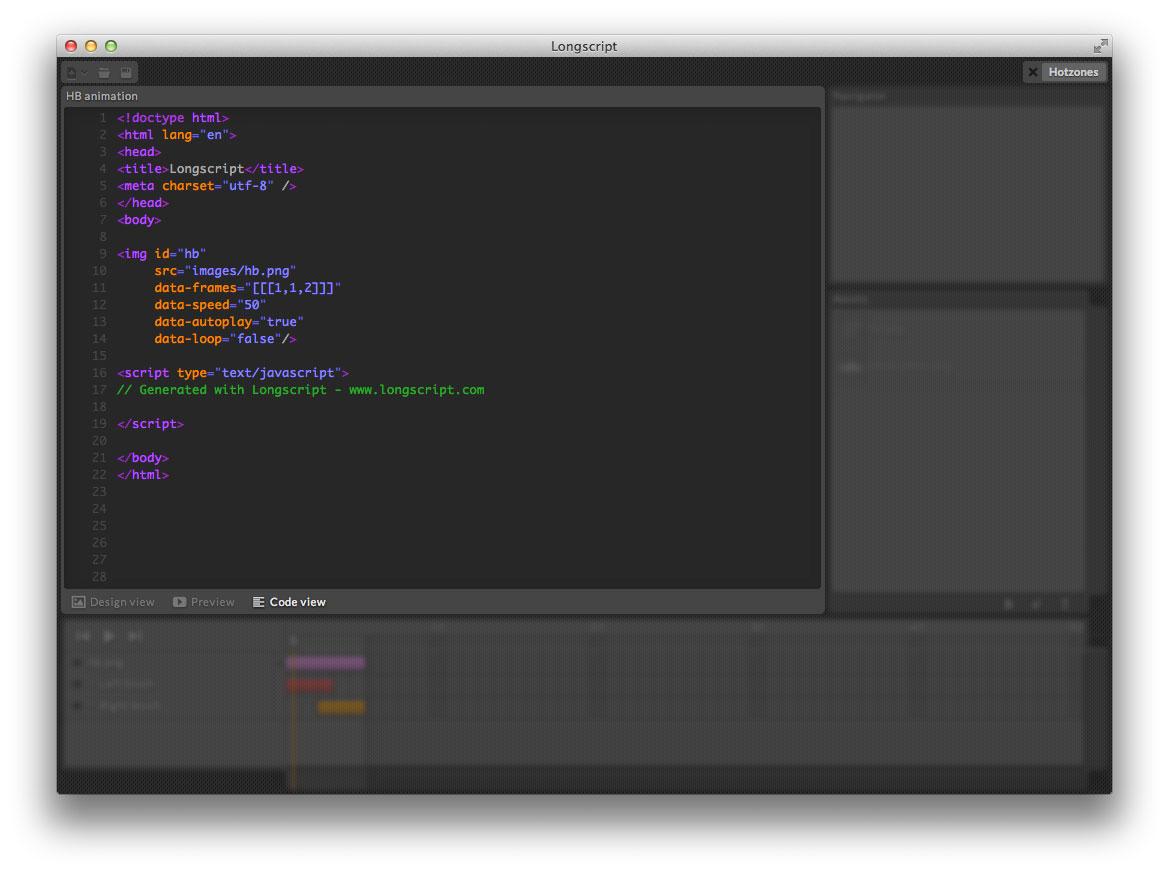 Longscript
Hotzones
HB animation
1 <!doctype html>
2 <html lang="en">
3 <head>
4 <title>Longscript</title>
5 <meta charset="utf-8" />
6 </head>
7 <body>
8
9 <img id="hb"
10 src="images/hb.png"
11 data-frames="[[[1,1,2]]]"
12 data-speed="50"
13 data-autoplay="true"
14 data-loop="false"/>
15
16 <script type="text/javascript">
17 // Generated with Longscript - www.longscript.com
18
19 </script>
20
21 </body>
22 </html>
23
24
25
26
27
28
Design view Preview Code view